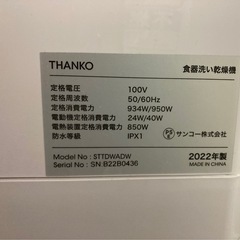 THANKO 食器洗い乾燥機
定格電圧 : 100V
定格周波数 : 50/60Hz
定格消費電力 : 934W/950W
電動機定格消費電力 : 24W/40W
電熱装置定格消費電力 : 850W
防水等級 : IPX1
PS E サンコー株式会社
Model No : STTDWADW
Serial No : SN.B22B0436
2022年製
MADE IN CHINA